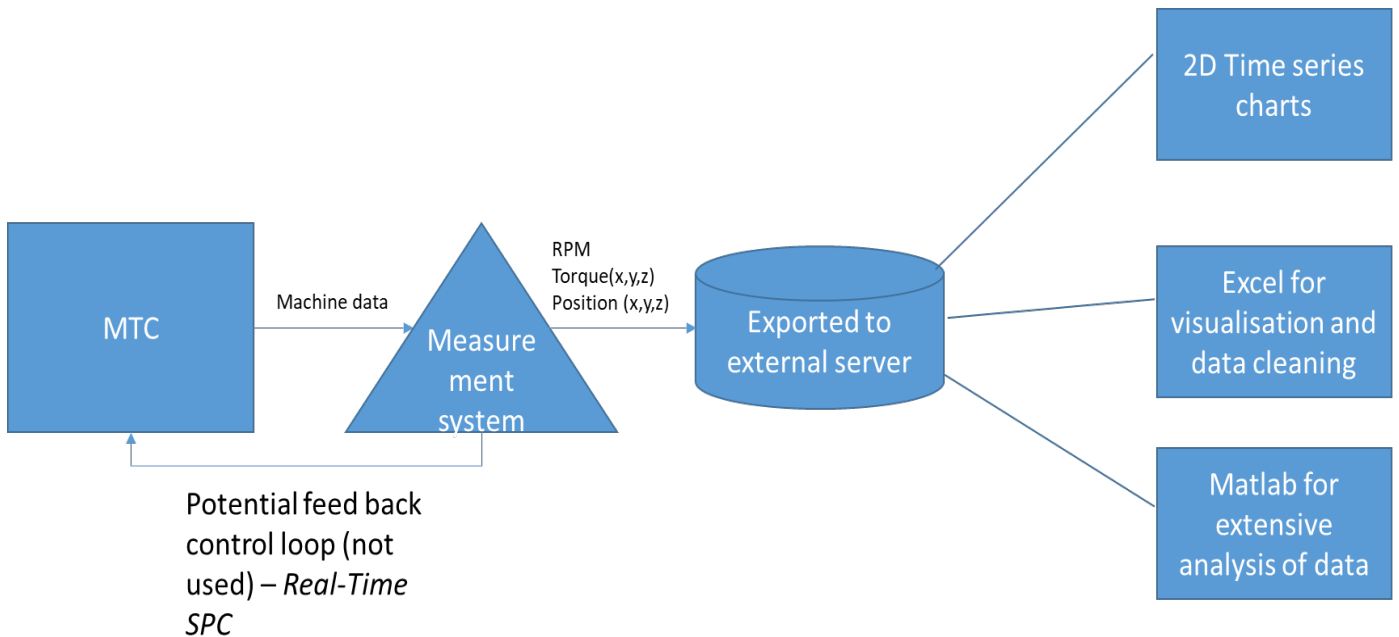 MTC
Machine data
Measure
ment
system
RPM
Torque(x,y,z)
Position (x,y,z)
Exported to
external server
2D Time series
charts
Excel for
visualisation and
data cleaning
Matlab for
extensive
analysis of data
Potential feed back
control loop (not
used) – Real-Time
SPC